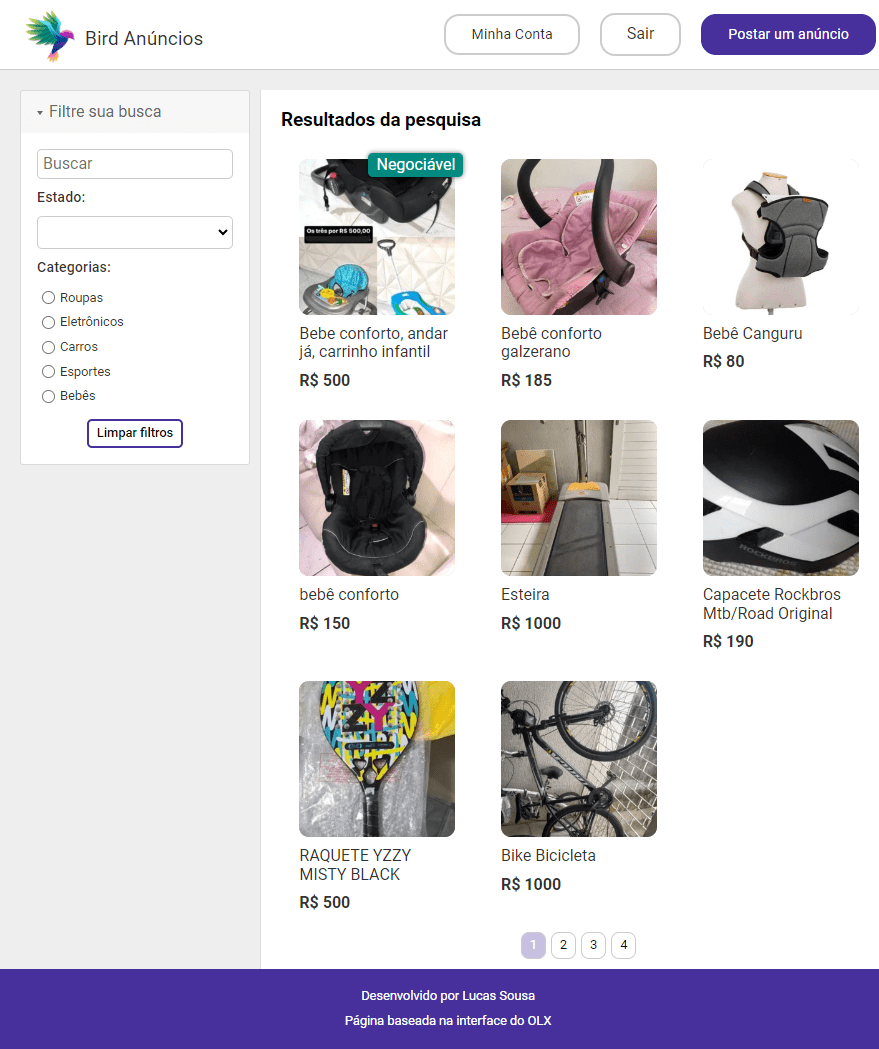 Bird Anúncios
Minha Conta
Sair
Postar um anúncio
Filtre sua busca
Buscar
Estado:
Categorias:
Roupas
Eletrônicos
Carros
Esportes
Bebês
Limpar filtros
Resultados da pesquisa
Negociável
Os três por R$ 500,00
Bebe conforto, andar
já, carrinho infantil
R$ 500
Bebê conforto
galzerano
R$ 185
Bebê Canguru
R$ 80
bebê conforto
R$ 150
Esteira
R$ 1000
ROCKBROS
Capacete Rockbros
Mtb/Road Original
R$ 190
YZ
ZY
RAQUETE YZZY
MISTY BLACK
R$ 500
Bike Bicicleta
R$ 1000
1 2 3 4
Desenvolvido por Lucas Sousa
Página baseada na interface do OLX